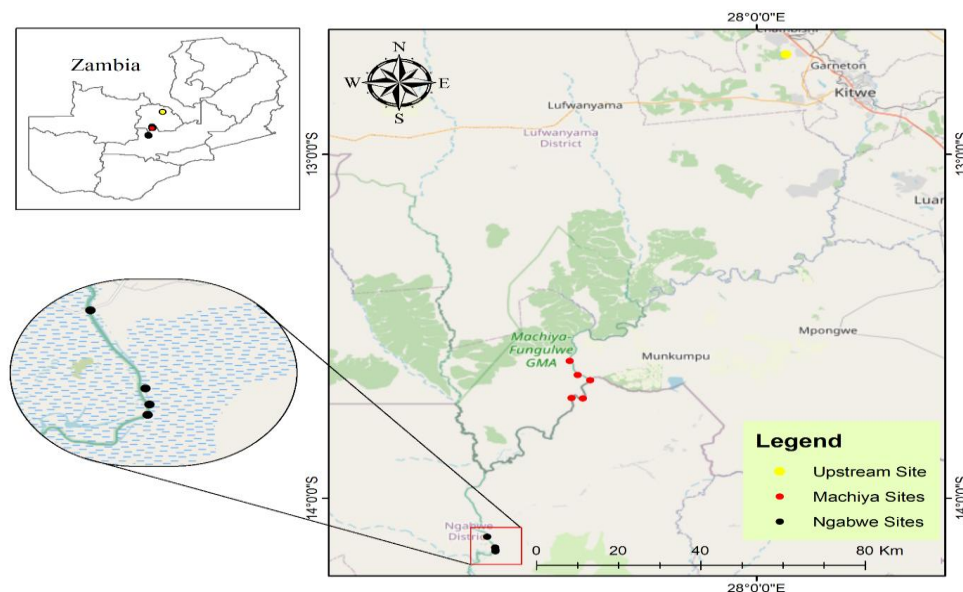 Zambia
N
W
E
S
28°0'0"E
Chambishi
Garneton
Kitwe
Lufwanyama
Lufwanyama
District
13°0'0"S
13°0'0"S
Luan
Machiya-
Fungulwe
GMA
Munkumpu
Mpongwe
Legend
Upstream Site
Machiya Sites
Ngabwe Sites
14°0'0"S
14°0'0"S
Ngabwe
District
0
20
40
80 Km
28°0'0"E